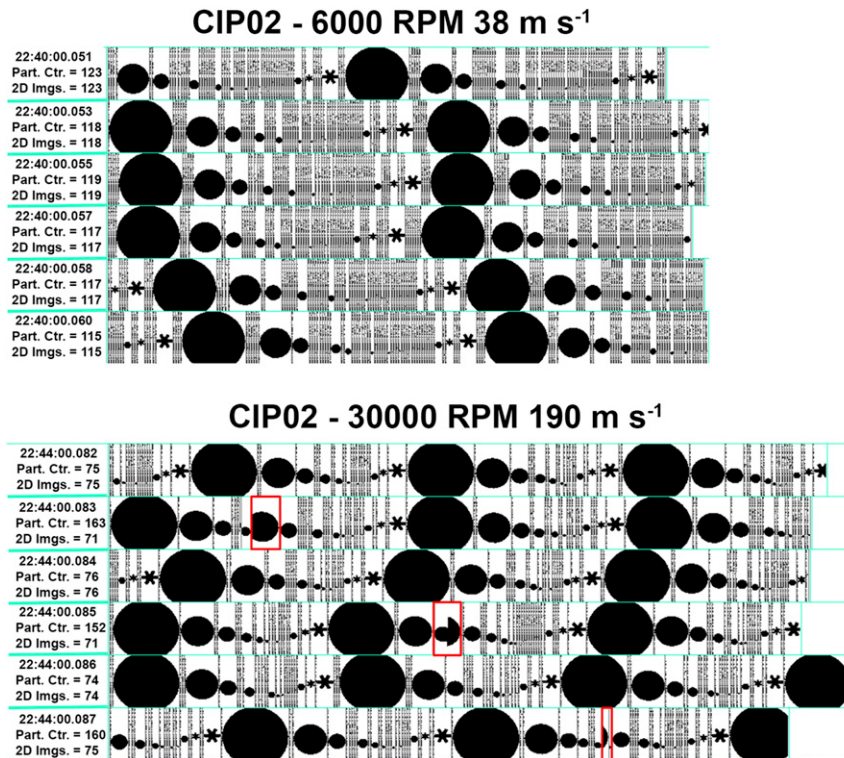 CIP02 - 6000 RPM 38 m s-1
22:40:00.051
Part. Ctr. = 123
2D Imgs. = 123
22:40:00.053
Part. Ctr. = 118
2D Imgs. = 118
22:40:00.055
Part. Ctr. = 119
2D Imgs. = 119
22:40:00.057
Part. Ctr. = 117
2D Imgs. = 117
22:40:00.058
Part. Ctr. = 117
2D Imgs. = 117
22:40:00.060
Part. Ctr. = 115
2D Imgs. = 115
CIP02 - 30000 RPM 190 m s-1
22:44:00.082
Part. Ctr. = 75
2D Imgs. = 75
22:44:00.083
Part. Ctr. = 163
2D Imgs. = 71
22:44:00.084
Part. Ctr. = 76
2D Imgs. = 76
22:44:00.085
Part. Ctr. = 152
2D Imgs. = 71
22:44:00.086
Part. Ctr. = 74
2D Imgs. = 74
22:44:00.087
Part. Ctr. = 160
2D Imgs. = 75